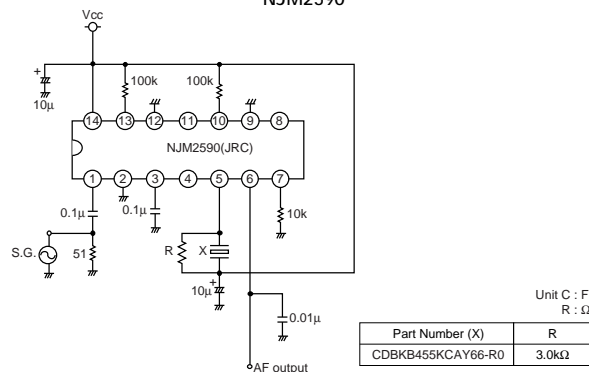 NJM2590
Vcc
+
10μ
100k
100k
14
13
12
11
10
9
8
NJM2590(JRC)
1
2
3
4
5
6
7
0.1μ
0.1μ
10k
S.G.
51
R
X
+
10μ
0.01μ
AF output
Unit C : F
R : Ω
Part Number (X) R
CDBKB455KCAY66-R0 3.0kΩ